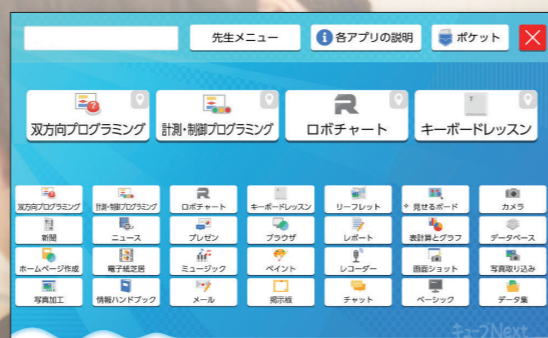 先生メニュー 各アプリの説明 ポケット
双方向プログラミング 計測・制御プログラミング ロボチャート キーボードレッスン
双方向プログラミング 計測・制御プログラミング ロボチャート キーボードレッスン リーフレット 見せるボード カメラ
新聞 ニュース プレゼン ブラウザ レポート 表計算とグラフ データベース
ホームページ作成 電子紙芝居 ミュージック ペイント レコーダー 画面ショット 写真取り込み
写真加工 情報ハンドブック メール 掲示板 チャット ベーシック データ集
キューブNext